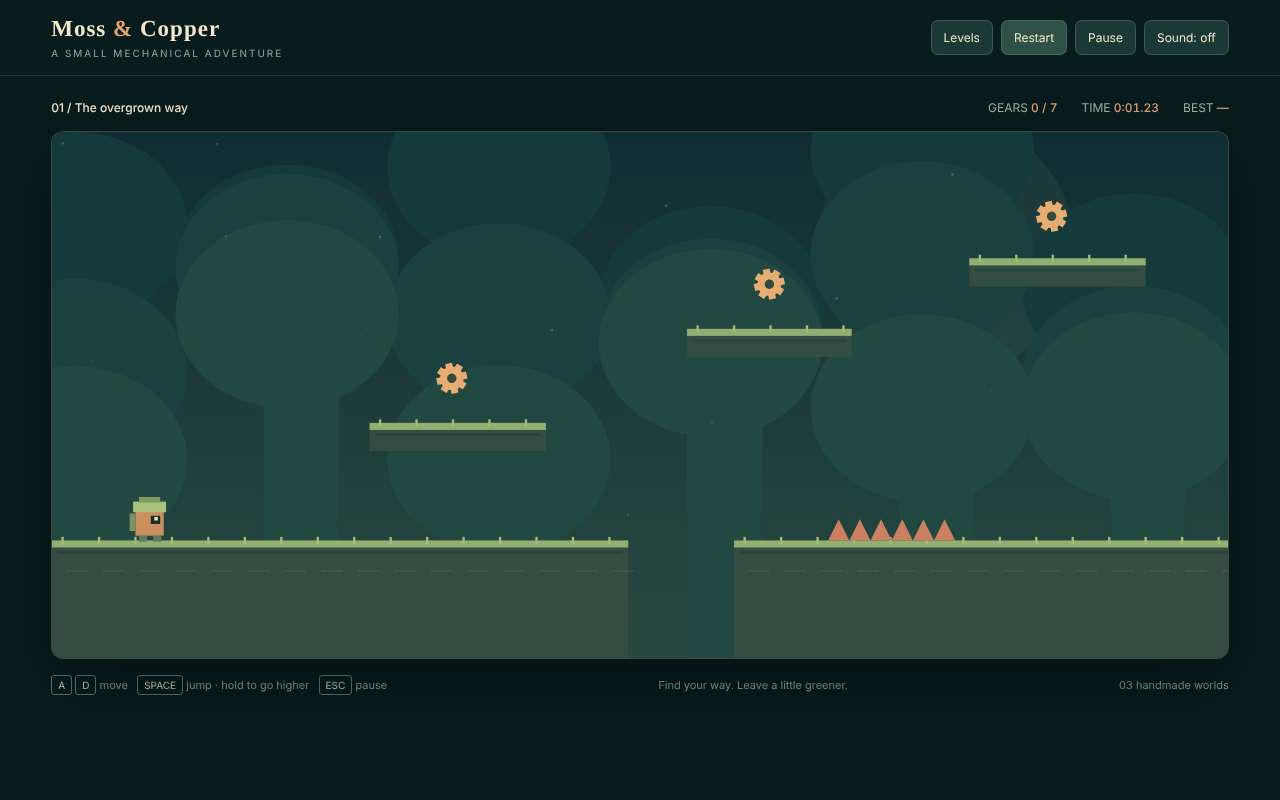 Moss & Copper
A SMALL MECHANICAL ADVENTURE
Levels
Restart
Pause
Sound: off
01 / The overgrown way
GEARS 0 / 7
TIME 0:01.23
BEST —
A D move SPACE jump · hold to go higher ESC pause
Find your way. Leave a little greener.
03 handmade worlds